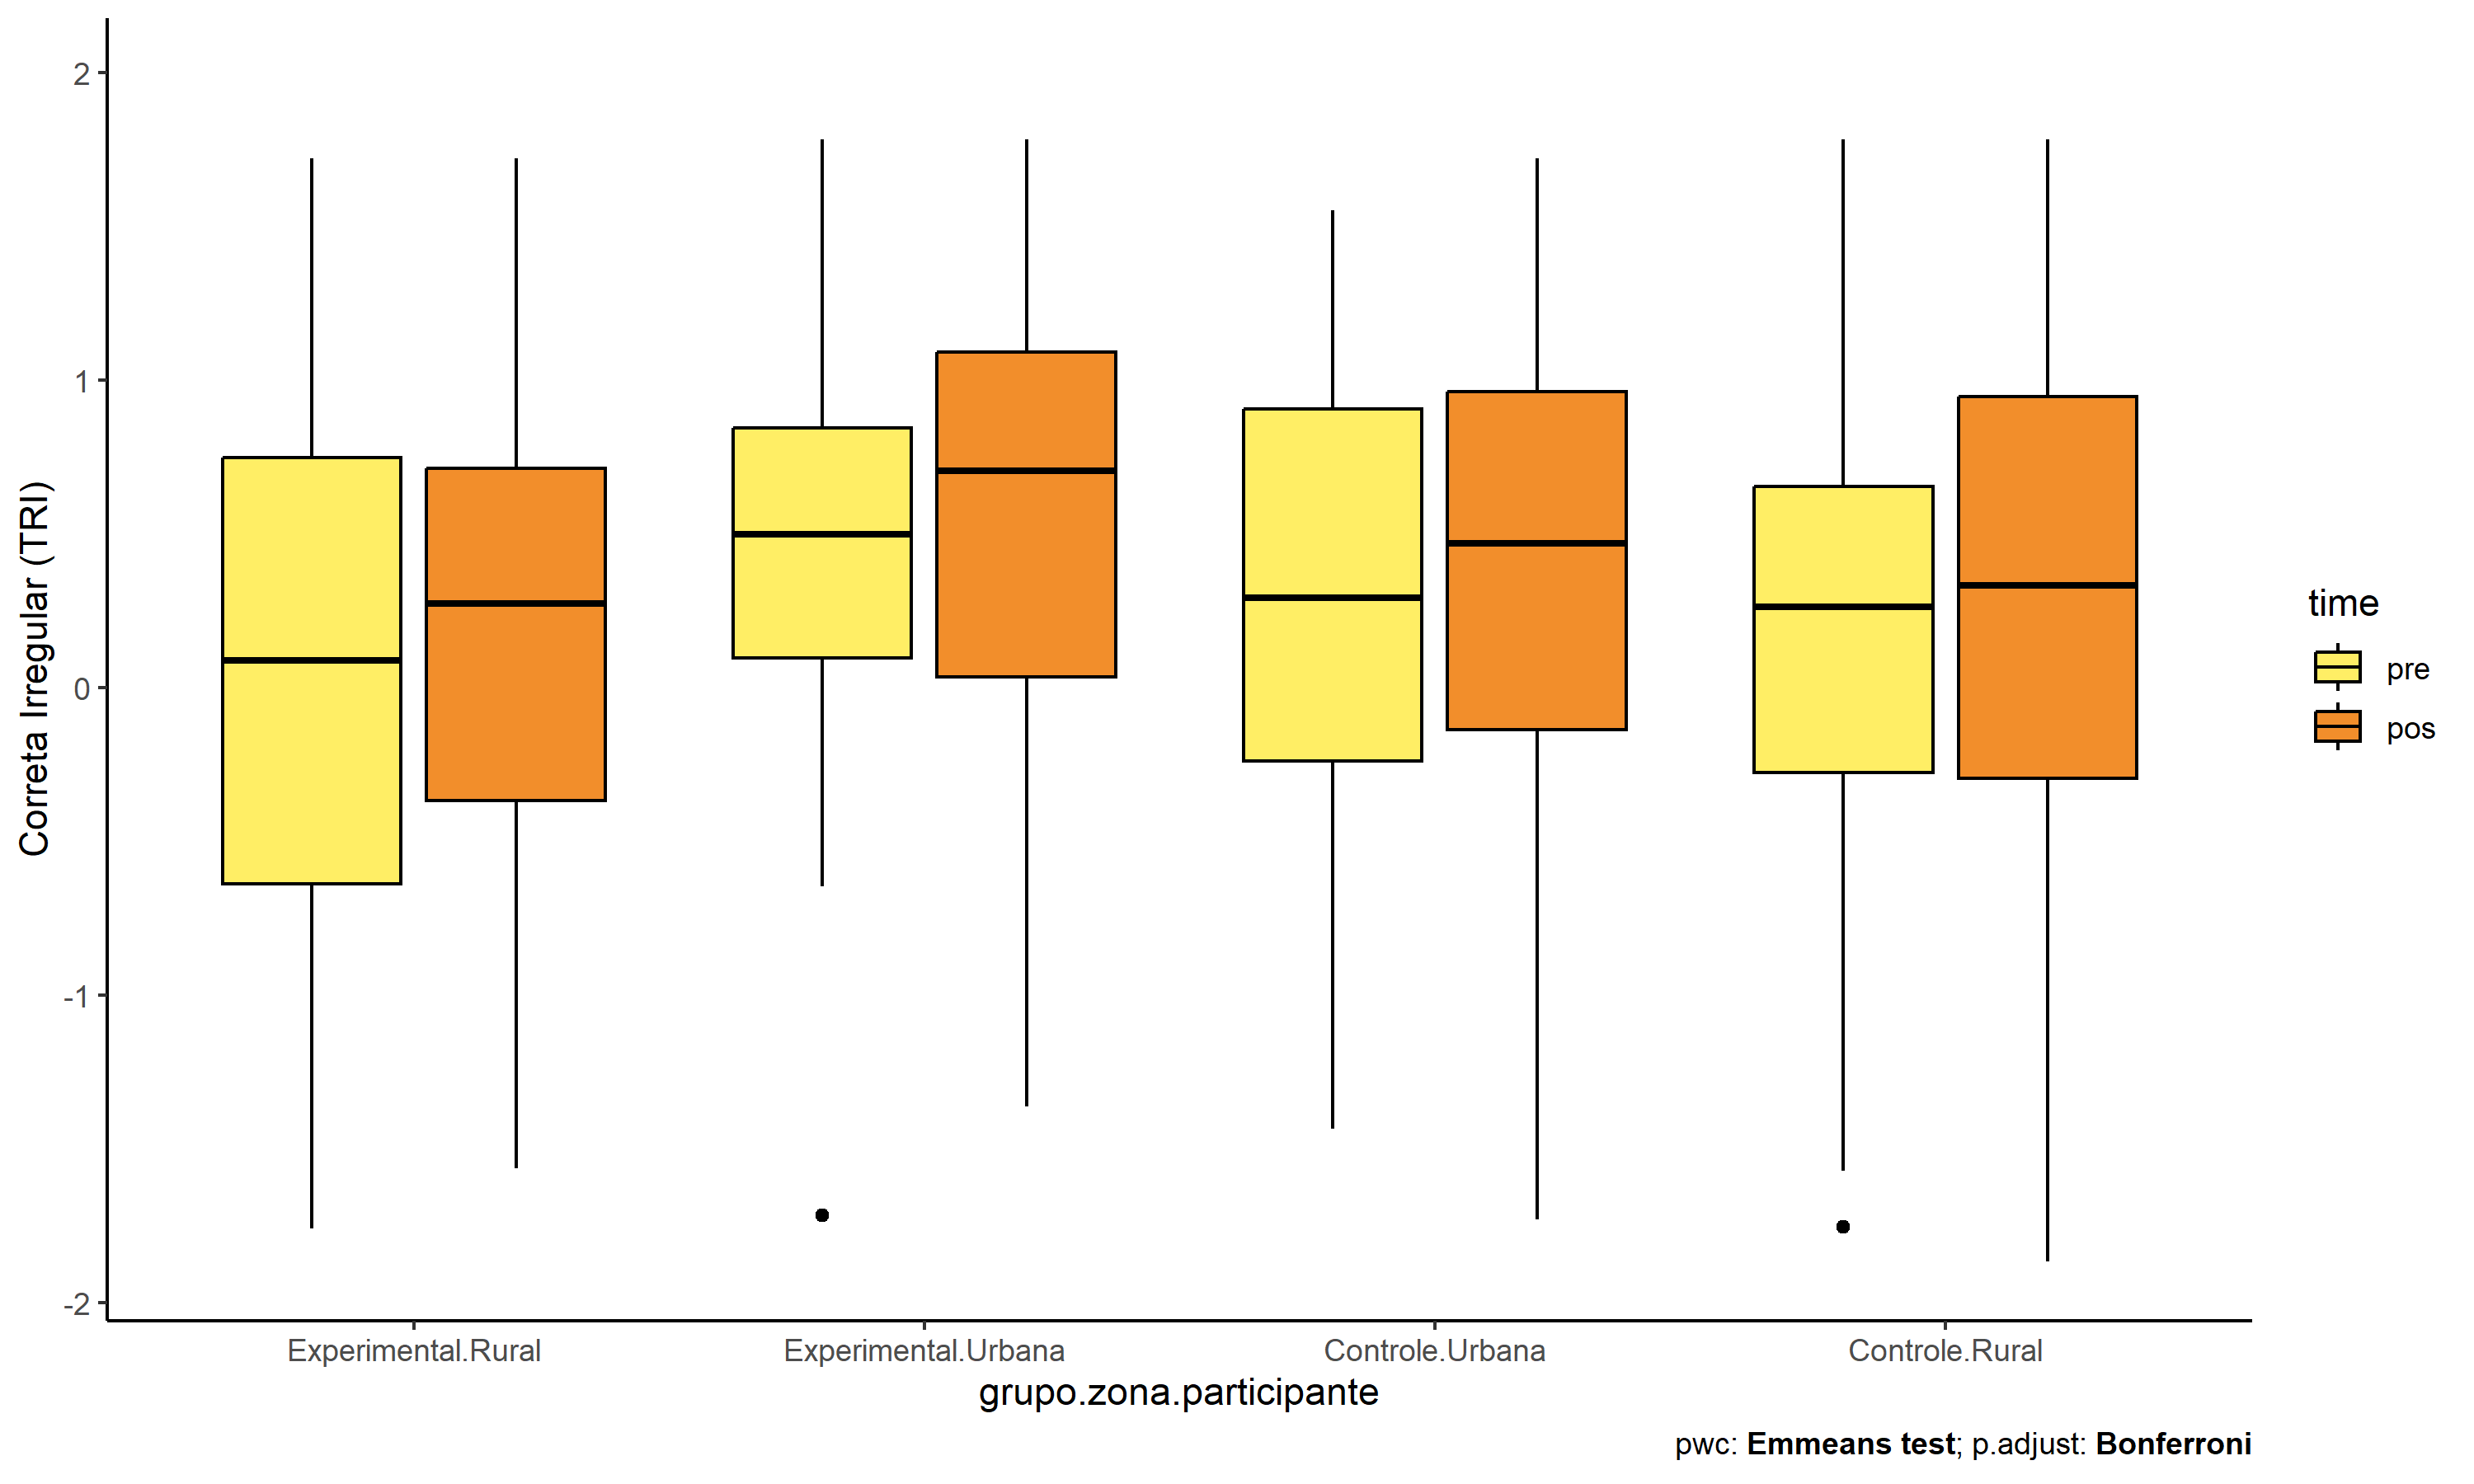 Correta Irregular (TRI)
2
1
0
-1
-2
Experimental.Rural
Experimental.Urbana
Controle.Urbana
Controle.Rural
grupo.zona.participante
time
pre
pos
pwc: Emmeans test; p.adjust: Bonferroni